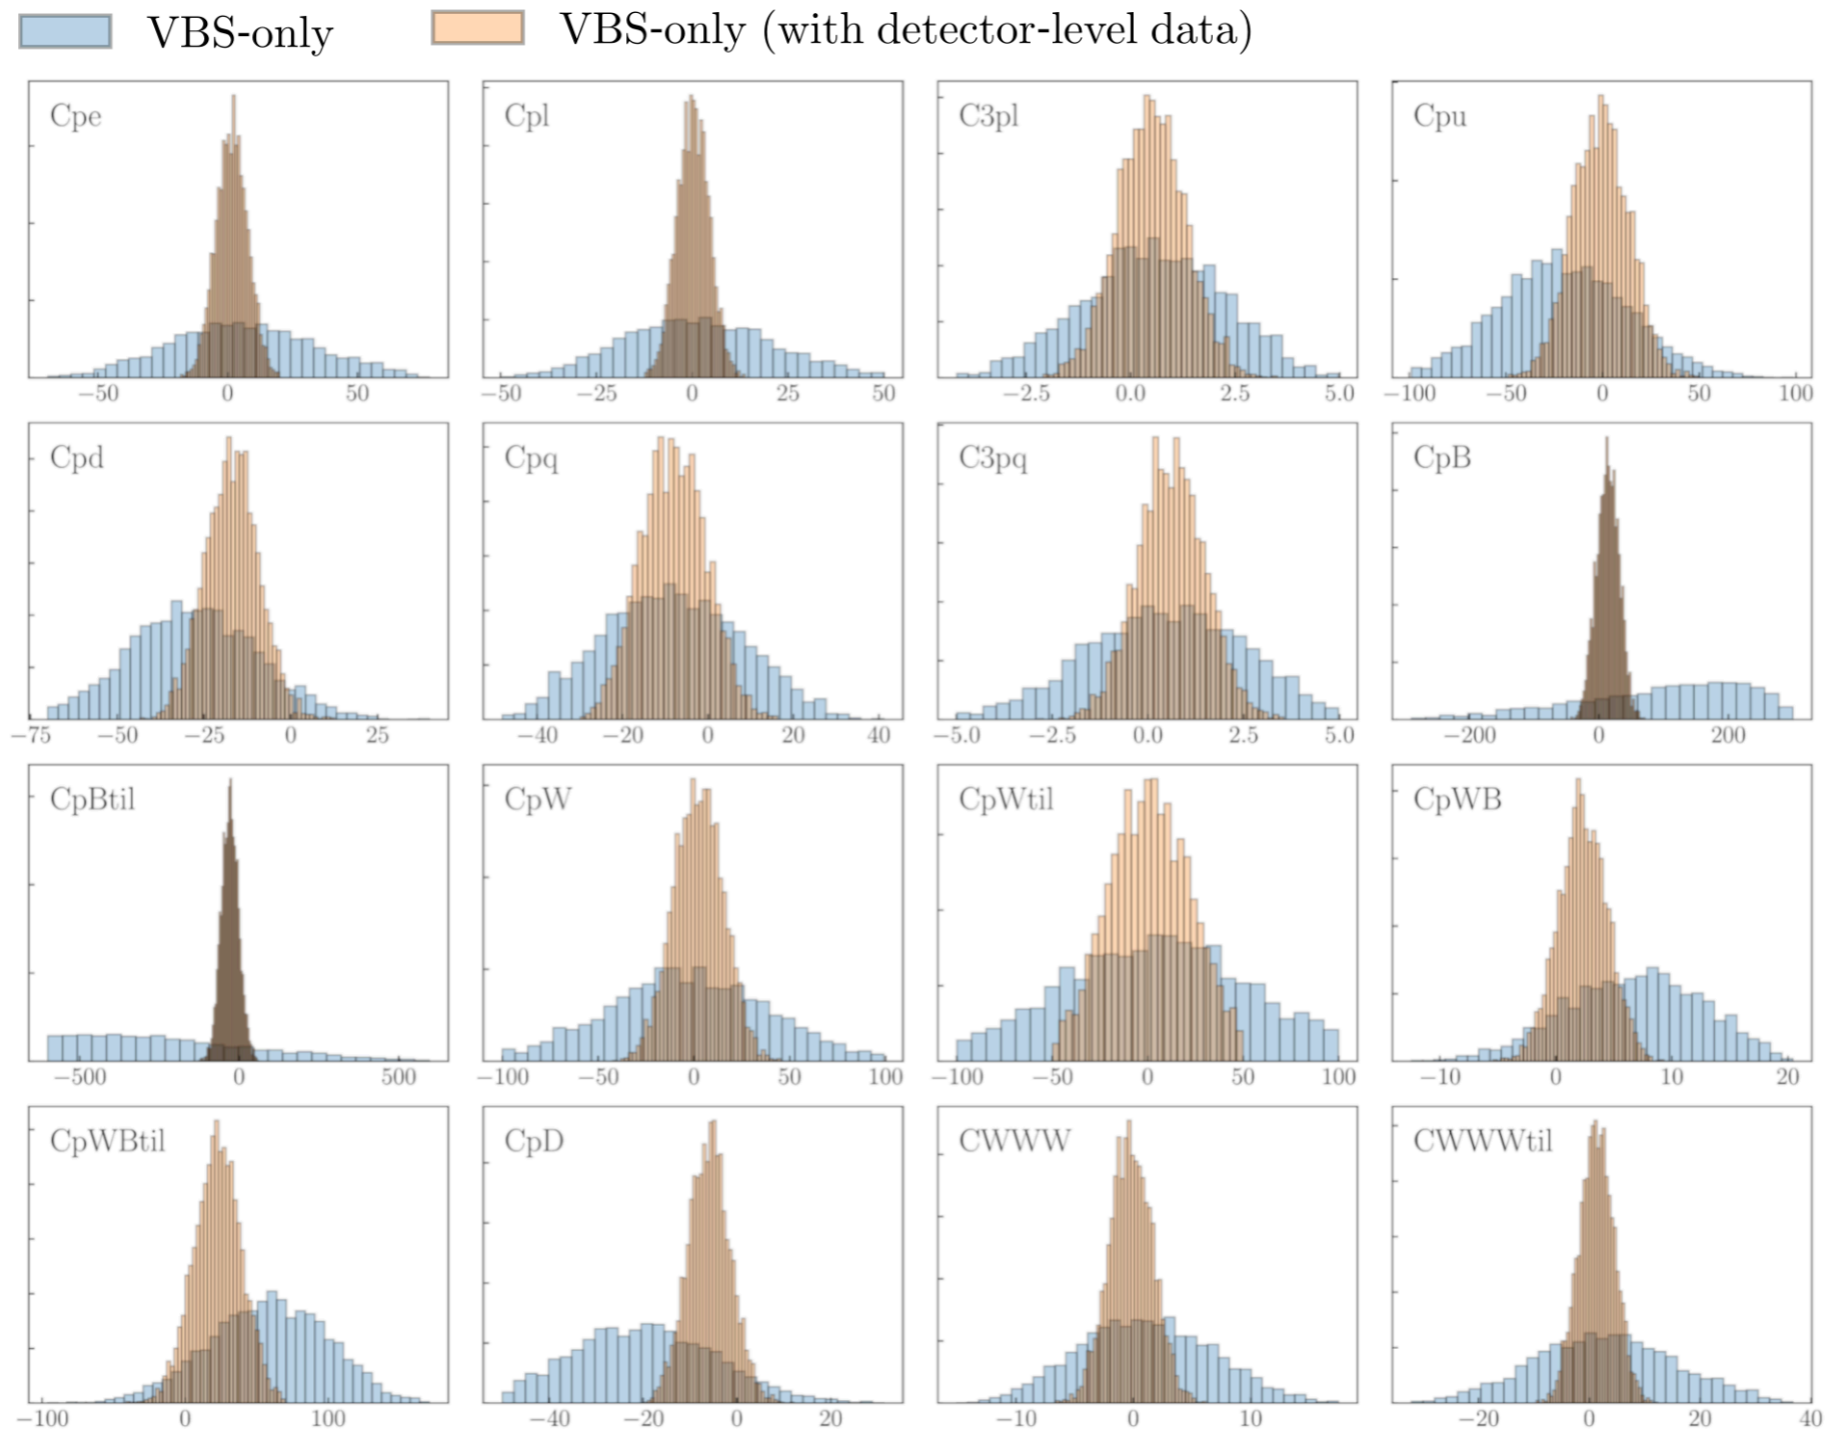 VBS-only VBS-only (with detector-level data)
Cpe Cpl C3pl Cpu
−50 0 50 −50 −25 0 25 50 −2.5 0.0 2.5 5.0 −100 −50 0 50 100
Cpd Cpq C3pq CpB
−75 −50 −25 0 25 −40 −20 0 20 40 −5.0 −2.5 0.0 2.5 5.0 −200 0 200
CpBtil CpW CpWtil CpWB
−500 0 500 −100 −50 0 50 100 −100 −50 0 50 100 −10 0 10 20
CpWBtil CpD CWWW CWWWtil
−100 0 100 −40 −20 0 20 −10 0 10 −20 0 20 40